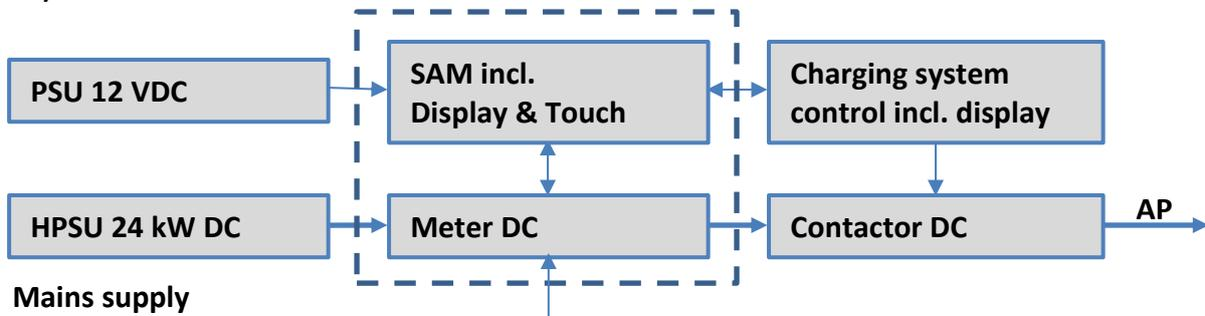 PSU 12 VDC
SAM incl.
Display & Touch
Charging system
control incl. display
HPSU 24 kW DC
Meter DC
Contactor DC
AP
Mains supply